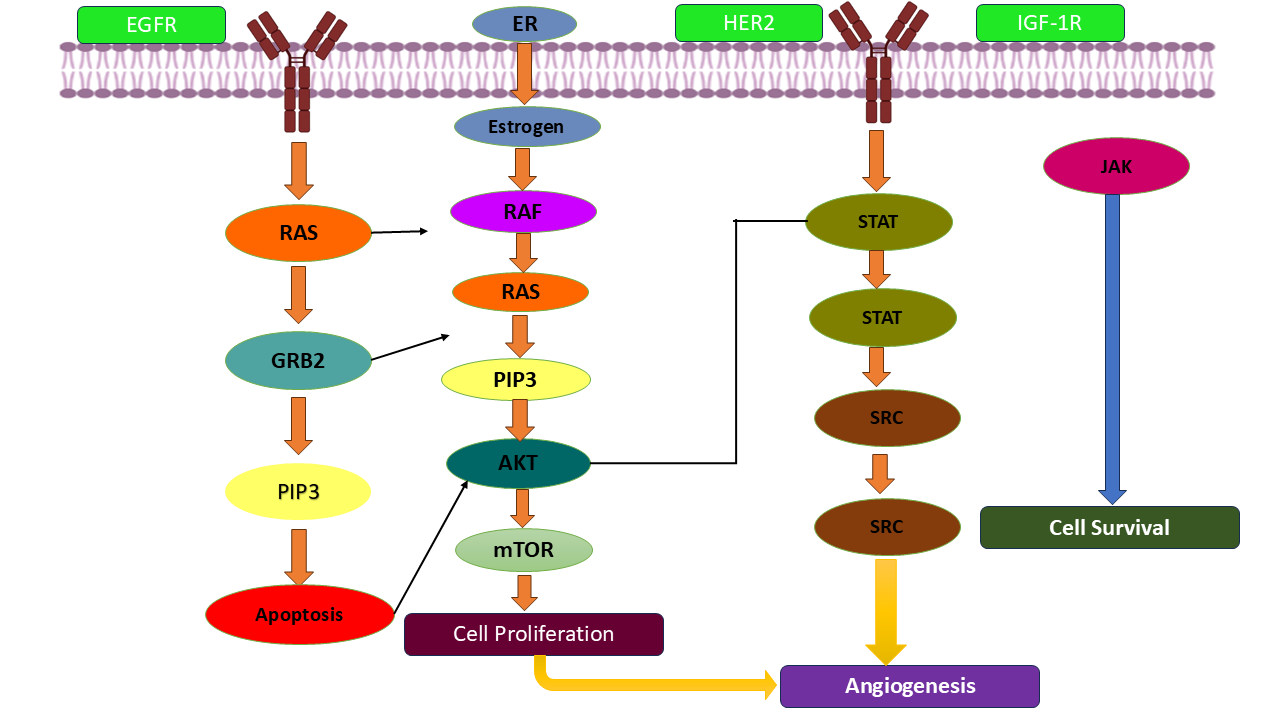 EGFR
ER
HER2
IGF-1R
Estrogen
JAK
RAF
STAT
RAS
RAS
STAT
GRB2
PIP3
SRC
AKT
PIP3
SRC
Cell Survival
mTOR
Apoptosis
Cell Proliferation
Angiogenesis